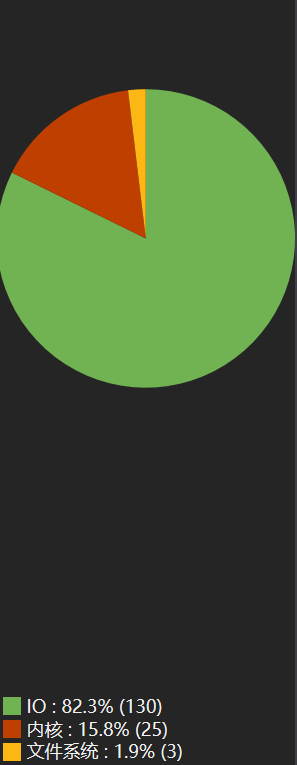 IO : 82.3% (130)
内核 : 15.8% (25)
文件系统 : 1.9% (3)